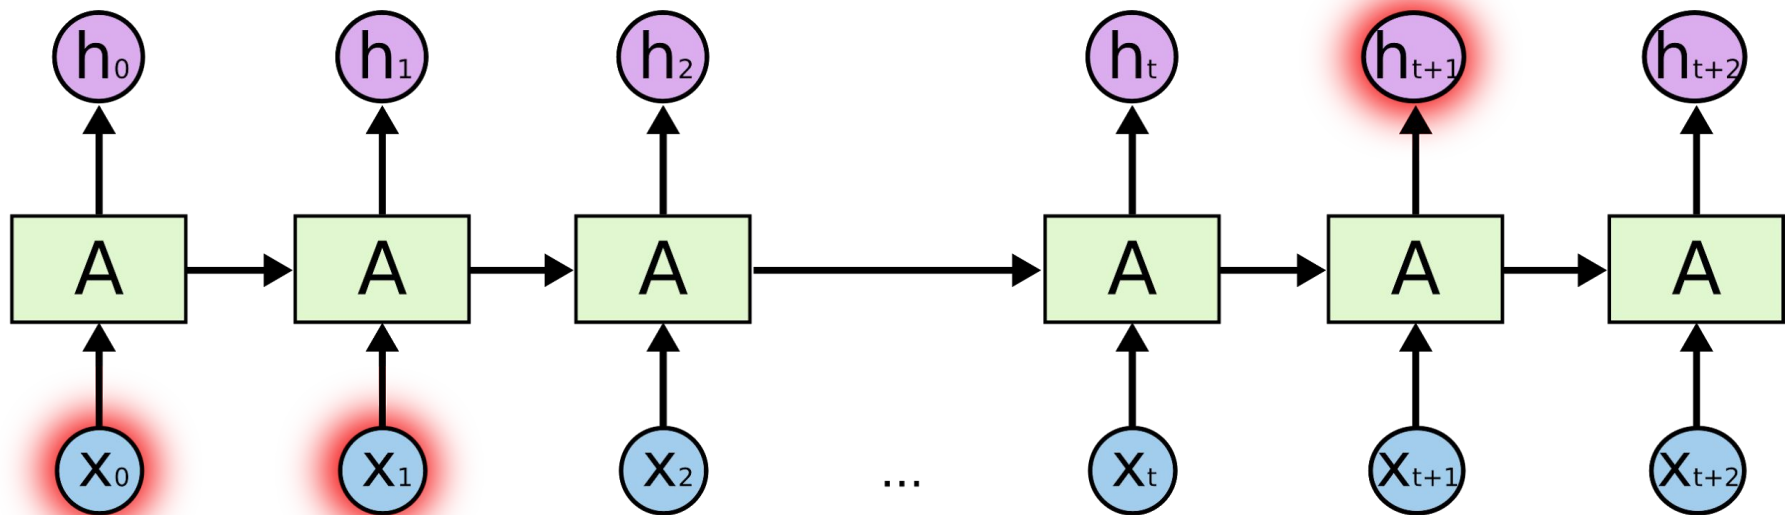 h₀ h₁ h₂ hₜ hₜ₊₁ hₜ₊₂
A A A A A A
x₀ x₁ x₂ ... xₜ xₜ₊₁ xₜ₊₂